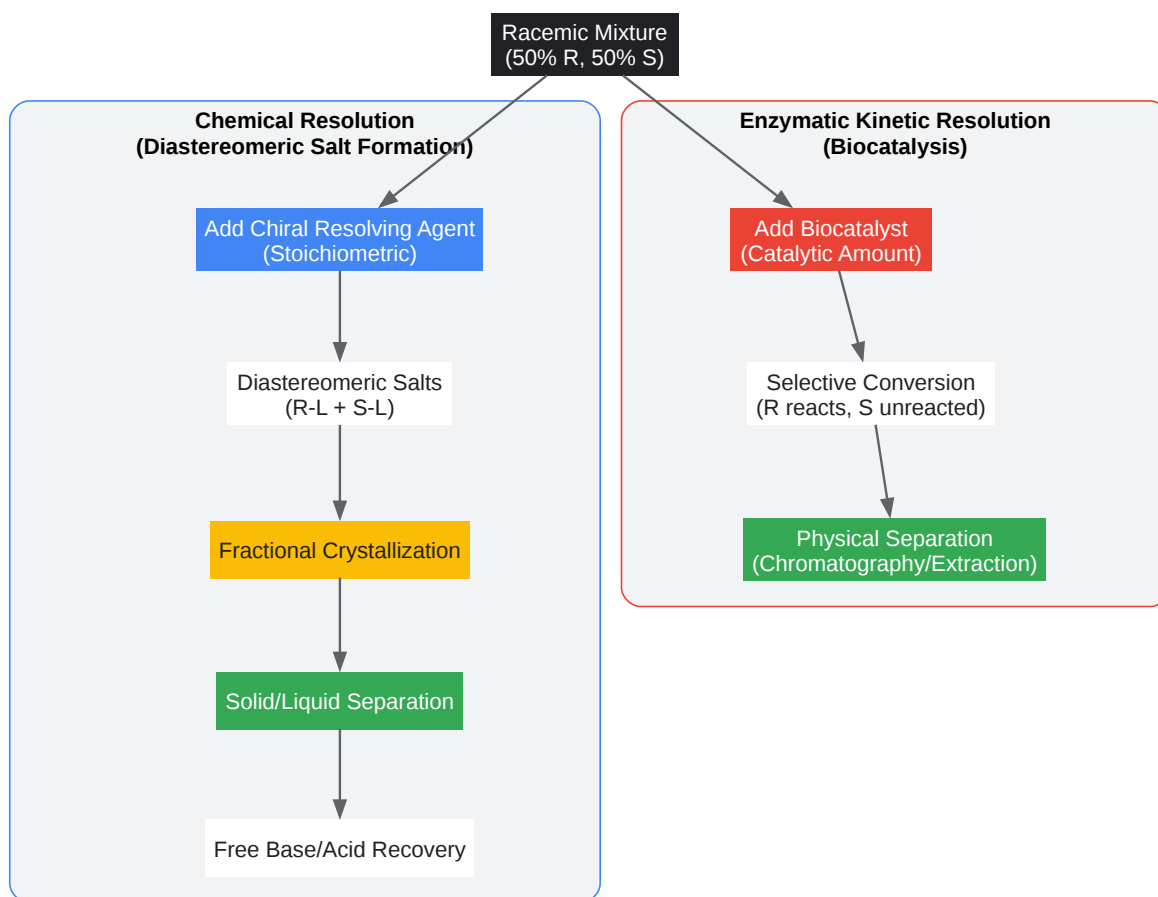 Racemic Mixture
(50% R, 50% S)
Chemical Resolution
(Diastereomeric Salt Formation)
Add Chiral Resolving Agent
(Stoichiometric)
Diastereomeric Salts
(R-L + S-L)
Fractional Crystallization
Solid/Liquid Separation
Free Base/Acid Recovery
Enzymatic Kinetic Resolution
(Biocatalysis)
Add Biocatalyst
(Catalytic Amount)
Selective Conversion
(R reacts, S unreacted)
Physical Separation
(Chromatography/Extraction)